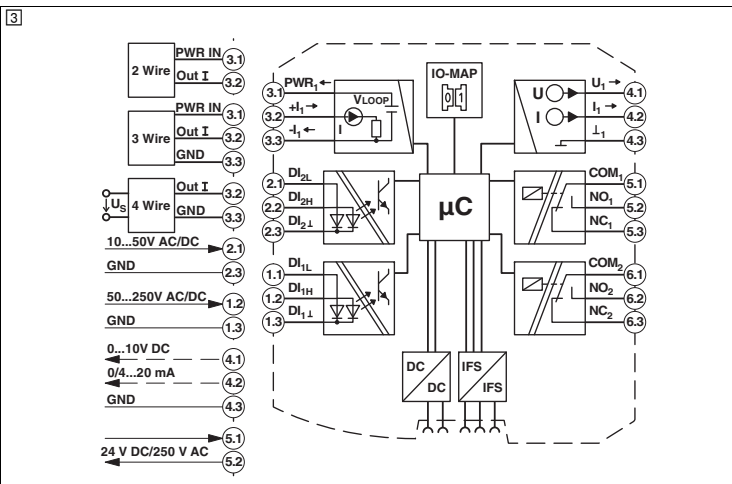 3
2 Wire
PWR IN 3.1
Out I 3.2
3 Wire
PWR IN 3.1
Out I 3.2
GND 3.3
↓US 4 Wire
Out I 3.2
GND 3.3
10...50V AC/DC 2.1
GND 2.3
50...250V AC/DC 1.2
GND 1.3
0...10V DC 4.1
0/4...20 mA 4.2
GND 4.3
5.1
24 V DC/250 V AC 5.2
3.1 PWR1 ←
3.2 +I1 →
3.3 -I1 ←
VLOOP
I
IO-MAP
U U1 → 4.1
I I1 → 4.2
⊥1 4.3
2.1 DI2L
2.2 DI2H
2.3 DI2⊥
µC
COM1 5.1
NO1 5.2
NC1 5.3
1.1 DI1L
1.2 DI1H
1.3 DI1⊥
COM2 6.1
NO2 6.2
NC2 6.3
DC
DC
IFS
IFS